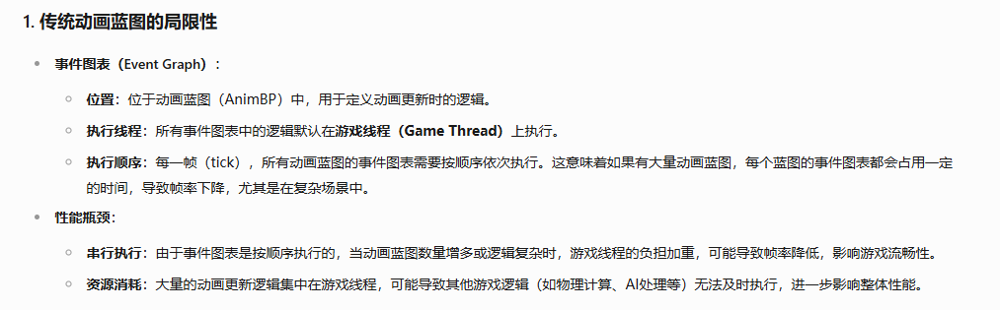 1. 传统动画蓝图的局限性
事件图表（Event Graph）：
位置：位于动画蓝图（AnimBP）中，用于定义动画更新时的逻辑。
执行线程：所有事件图表中的逻辑默认在游戏线程（Game Thread）上执行。
执行顺序：每一帧（tick），所有动画蓝图的事件图表需要按顺序依次执行。这意味着如果有大量动画蓝图，每个蓝图的事件图表都会占用一定
的时间，导致帧率下降，尤其是在复杂场景中。
性能瓶颈：
串行执行：由于事件图表是按顺序执行的，当动画蓝图数量增多或逻辑复杂时，游戏线程的负担加重，可能导致帧率降低，影响游戏流畅性。
资源消耗：大量的动画更新逻辑集中在游戏线程，可能导致其他游戏逻辑（如物理计算、AI处理等）无法及时执行，进一步影响整体性能。